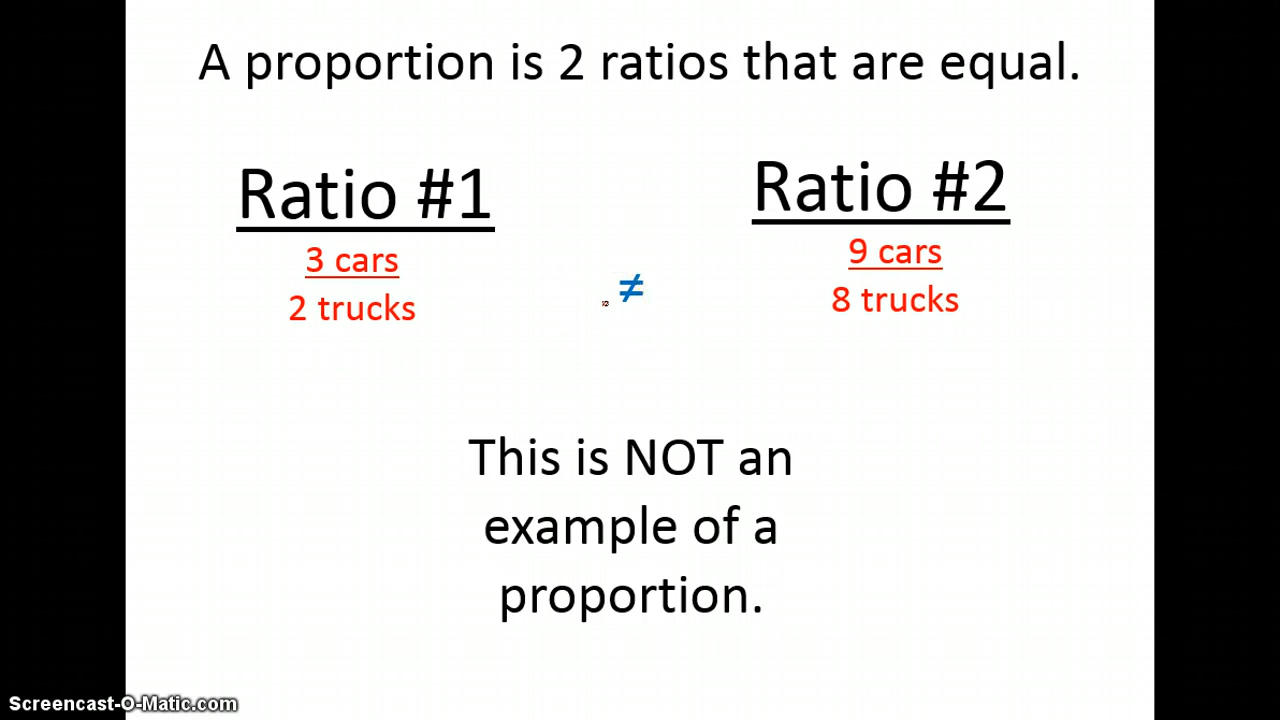 A proportion is 2 ratios that are equal.
Ratio #1
3 cars
2 trucks
≠
Ratio #2
9 cars
8 trucks
This is NOT an
example of a
proportion.
Screencast-O-Matic.com